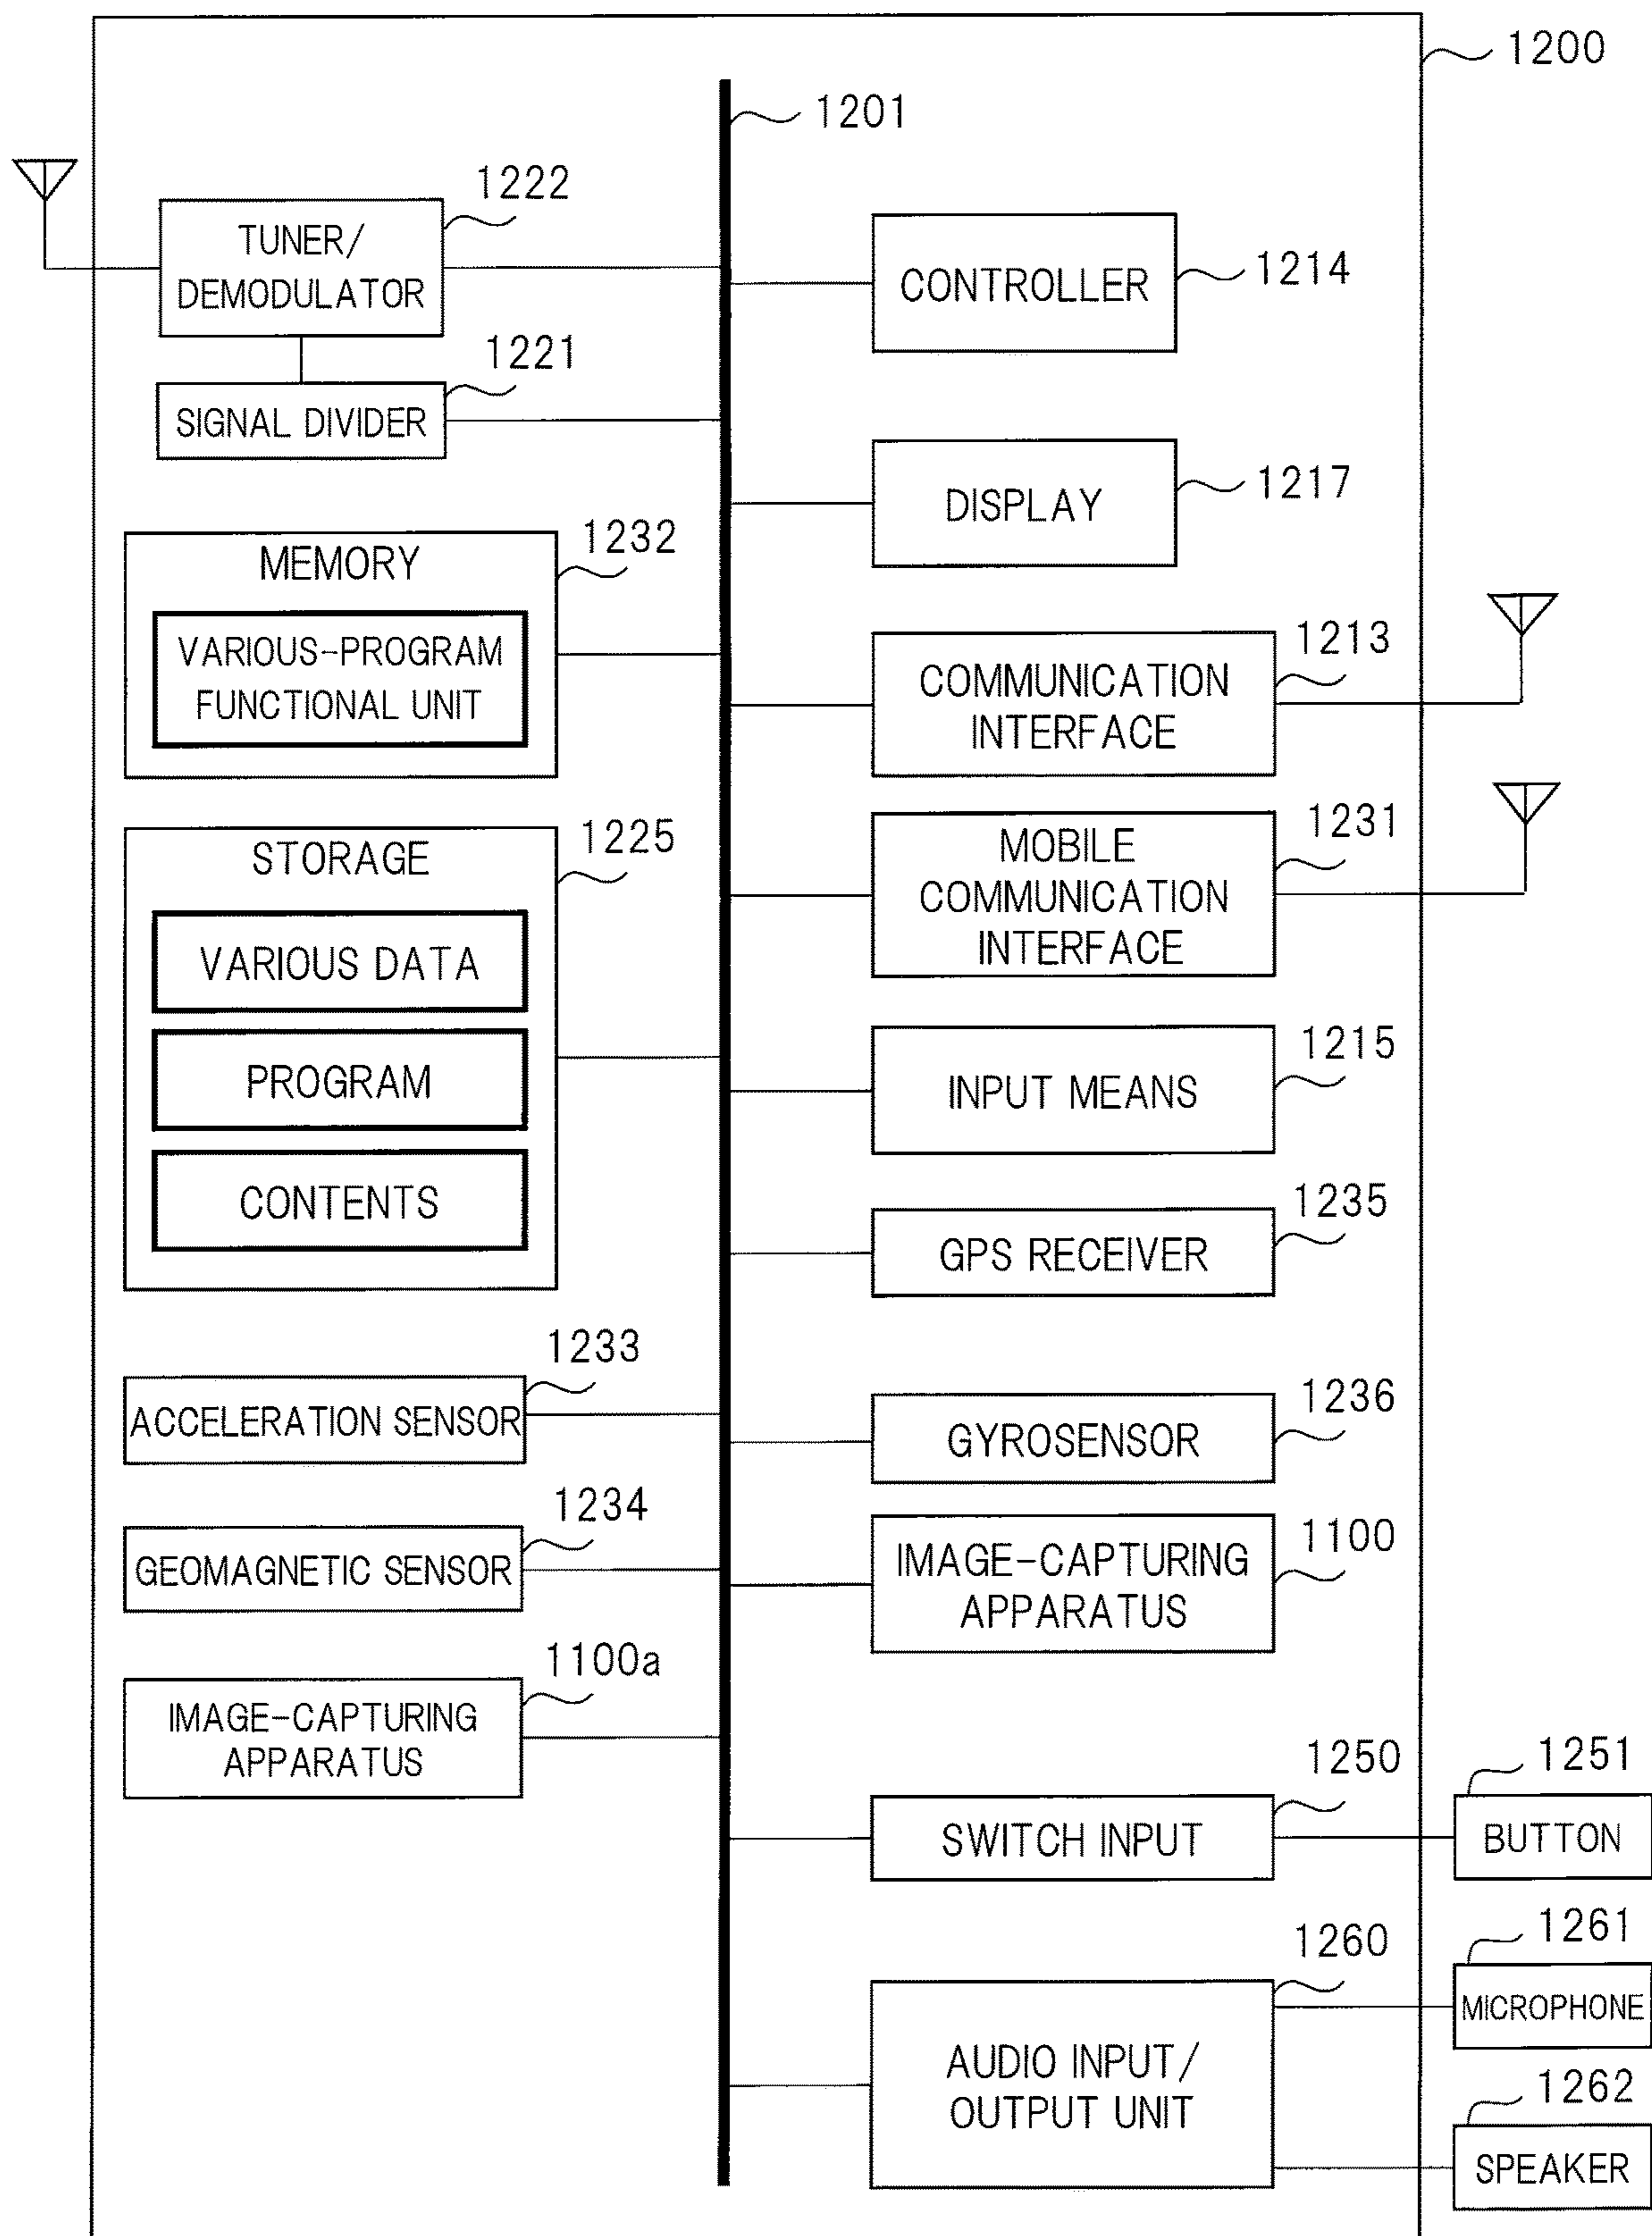 1200
1201
1222
TUNER/
DEMODULATOR
1221
SIGNAL DIVIDER
1232
MEMORY
VARIOUS-PROGRAM
FUNCTIONAL UNIT
1225
STORAGE
VARIOUS DATA
PROGRAM
CONTENTS
1233
ACCELERATION SENSOR
1234
GEOMAGNETIC SENSOR
1100a
IMAGE-CAPTURING
APPARATUS
CONTROLLER
1214
DISPLAY
1217
1213
COMMUNICATION
INTERFACE
1231
MOBILE
COMMUNICATION
INTERFACE
1215
INPUT MEANS
1235
GPS RECEIVER
1236
GYROSENSOR
1100
IMAGE-CAPTURING
APPARATUS
1250
SWITCH INPUT
1251
BUTTON
1260
AUDIO INPUT/
OUTPUT UNIT
1261
MICROPHONE
1262
SPEAKER